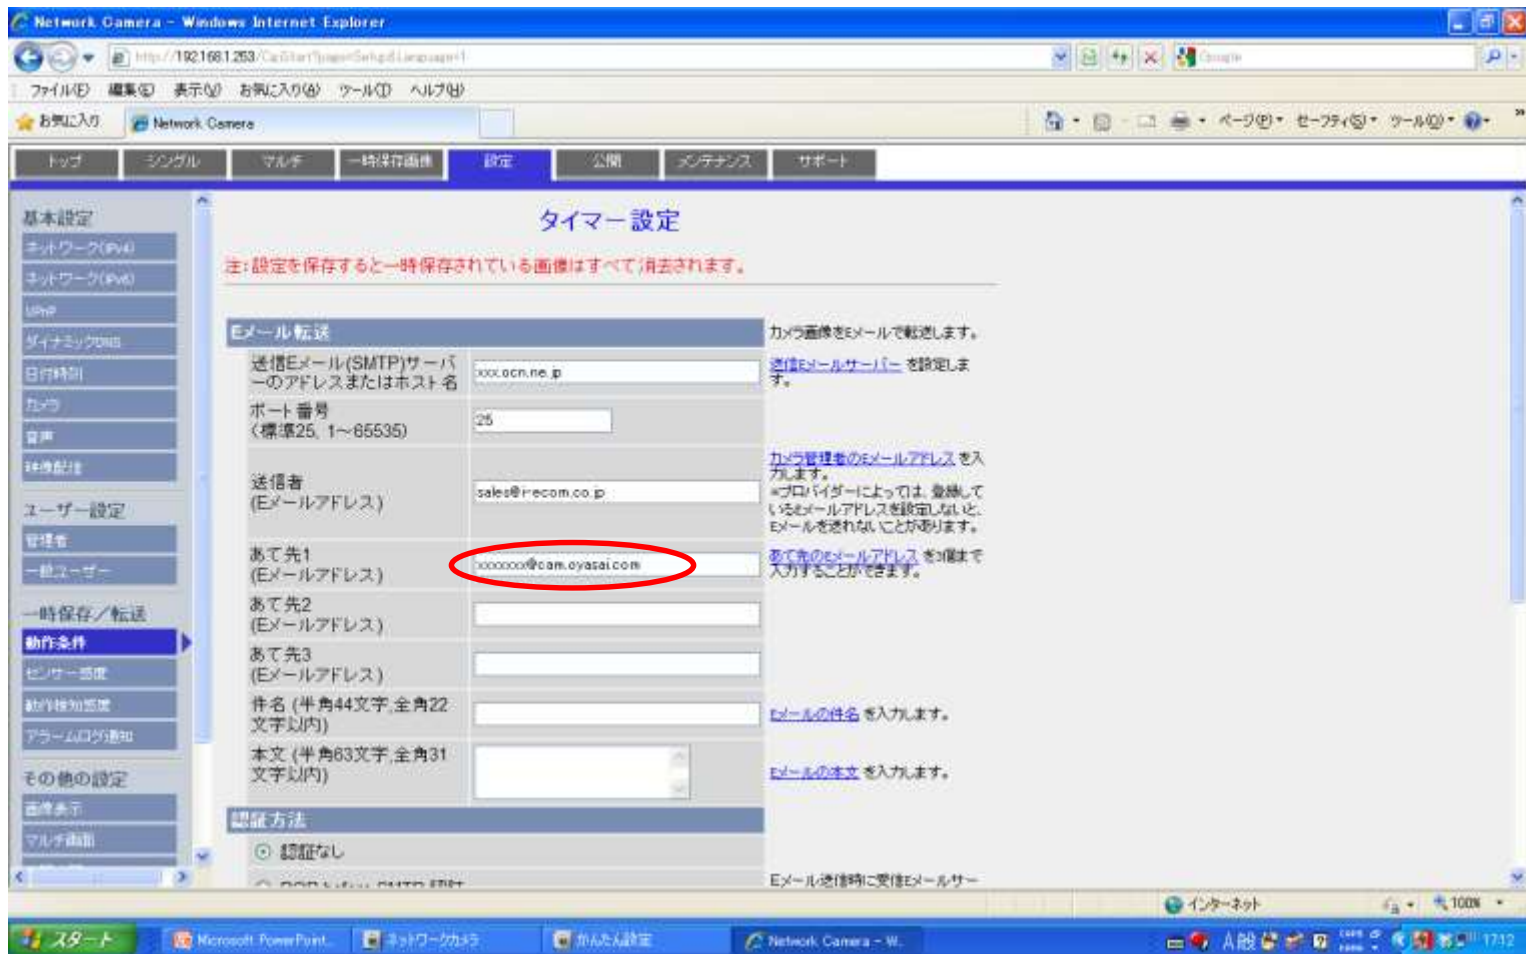 Network Camera - Windows Internet Explorer
http://192.168.1.253/
Google
ファイル(F) 編集(E) 表示(V) お気に入り(A) ツール(T) ヘルプ(H)
お気に入り Network Camera
ページ(P) セーフティ(S) ツール(O)
トップ シングル マルチ 一時保存画像 設定 公開 メンテナンス サポート
基本設定
ネットワーク(IPv4)
ネットワーク(IPv6)
UPnP
ダイナミックDNS
日付時刻
カメラ
音声
映像配信
ユーザー設定
管理者
一般ユーザー
一時保存／転送
動作条件
センサー感度
動作検知感度
アラームログ通知
その他の設定
画像表示
マルチ画面
タイマー設定
注:設定を保存すると一時保存されている画像はすべて消去されます。
Eメール転送
カメラ画像をEメールで転送します。
送信Eメール(SMTP)サーバーのアドレスまたはホスト名
xxx.ocn.ne.jp
送信Eメールサーバー を設定します。
ポート番号
(標準25, 1～65535)
25
送信者
(Eメールアドレス)
sales@i-ecom.co.jp
カメラ管理者のEメールアドレス を入力します。
※プロバイダーによっては、登録しているEメールアドレスを設定しないと、Eメールを送れないことがあります。
あて先1
(Eメールアドレス)
xxxxxxx@cam.oyasai.com
あて先のEメールアドレス を3個まで入力することができます。
あて先2
(Eメールアドレス)
あて先3
(Eメールアドレス)
件名 (半角44文字,全角22文字以内))
Eメールの件名 を入力します。
本文 (半角63文字,全角31文字以内))
Eメールの本文 を入力します。
認証方法
認証なし
POP before SMTP 認証
Eメール送信時に受信Eメールサー
インターネット
100%
スタート
Microsoft PowerPoint...
ネットワークカメラ
かんたん設定
Network Camera - W...
A般
17:12